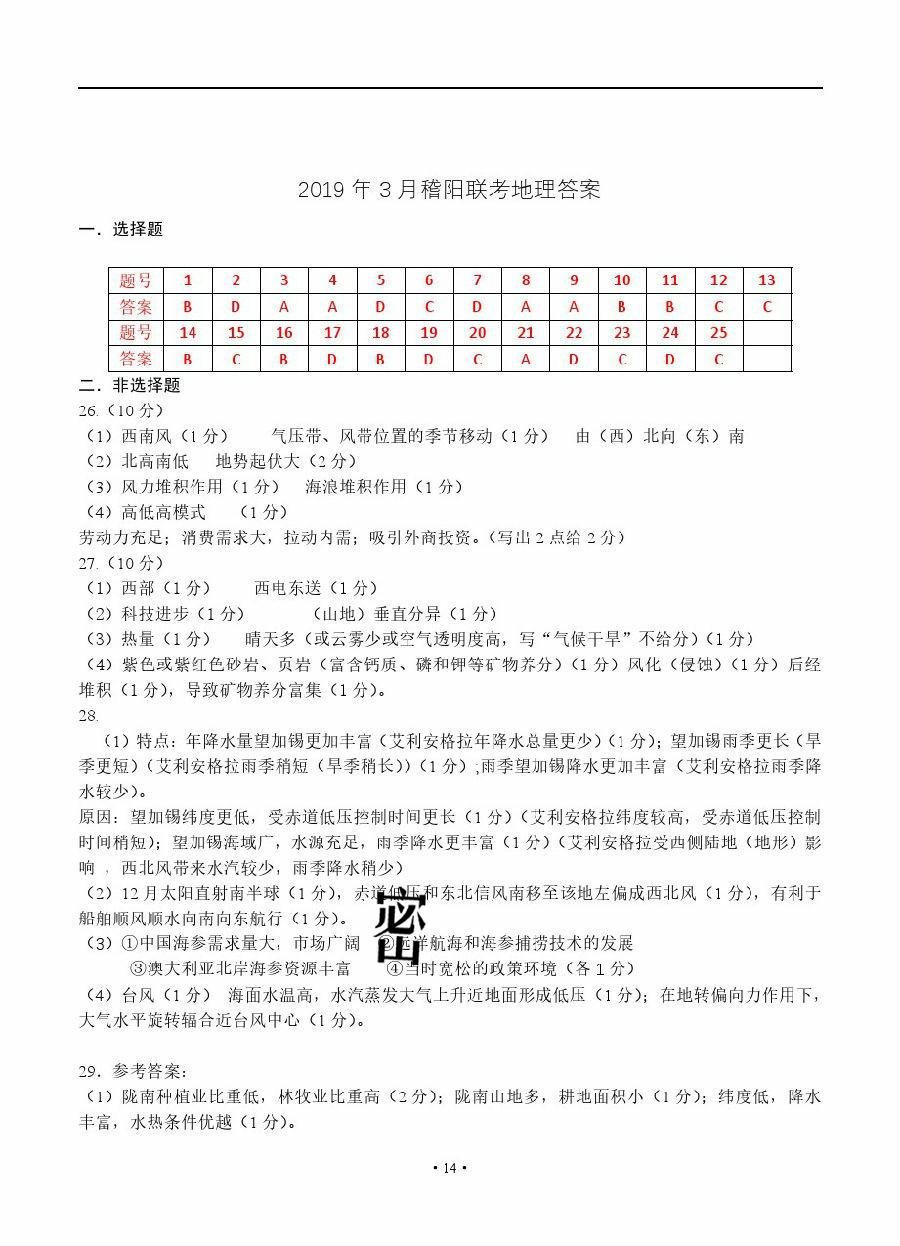 2019 年 3 月稽阳联考地理答案
一．选择题
题号 1 2 3 4 5 6 7 8 9 10 11 12 13
答案 B D A A D C D A A B B C C
题号 14 15 16 17 18 19 20 21 22 23 24 25
答案 B C B D B D C A D C D C
二．非选择题
26.（10 分）
（1）西南风（1 分） 气压带、风带位置的季节移动（1 分） 由（西）北向（东）南
（2）北高南低 地势起伏大（2 分）
（3）风力堆积作用（1 分） 海浪堆积作用（1 分）
（4）高低高模式 （1 分）
劳动力充足；消费需求大，拉动内需；吸引外商投资。（写出 2 点给 2 分）
27.（10 分）
（1）西部（1 分） 西电东送（1 分）
（2）科技进步（1 分） （山地）垂直分异（1 分）
（3）热量（1 分） 晴天多（或云雾少或空气透明度高，写“气候干旱”不给分）（1 分）
（4）紫色或紫红色砂岩、页岩（富含钙质、磷和钾等矿物养分）（1 分）风化（侵蚀）（1 分）后经
堆积（1 分），导致矿物养分富集（1 分）。
28.
（1）特点：年降水量望加锡更加丰富（艾利安格拉年降水总量更少）（1 分）；望加锡雨季更长（旱
季更短）（艾利安格拉雨季稍短（旱季稍长））（1 分）;雨季望加锡降水更加丰富（艾利安格拉雨季降
水较少）。
原因：望加锡纬度更低，受赤道低压控制时间更长（1 分）（艾利安格拉纬度较高，受赤道低压控制
时间稍短）；望加锡海域广，水源充足，雨季降水更丰富（1 分）（艾利安格拉受西侧陆地（地形）影
响 ，西北风带来水汽较少，雨季降水稍少）
（2）12 月太阳直射南半球（1 分），赤道低压和东北信风南移至该地左偏成西北风（1 分），有利于
船舶顺风顺水向南向东航行（1 分）。
（3）①中国海参需求量大，市场广阔 ②远洋航海和海参捕捞技术的发展
③澳大利亚北岸海参资源丰富 ④当时宽松的政策环境（各 1 分）
密
（4）台风（1 分） 海面水温高，水汽蒸发大气上升近地面形成低压（1 分）；在地转偏向力作用下，
大气水平旋转辐合近台风中心（1 分）。
29．参考答案：
（1）陇南种植业比重低，林牧业比重高（2 分）；陇南山地多，耕地面积小（1 分）；纬度低，降水
丰富，水热条件优越（1 分）。
• 14 •